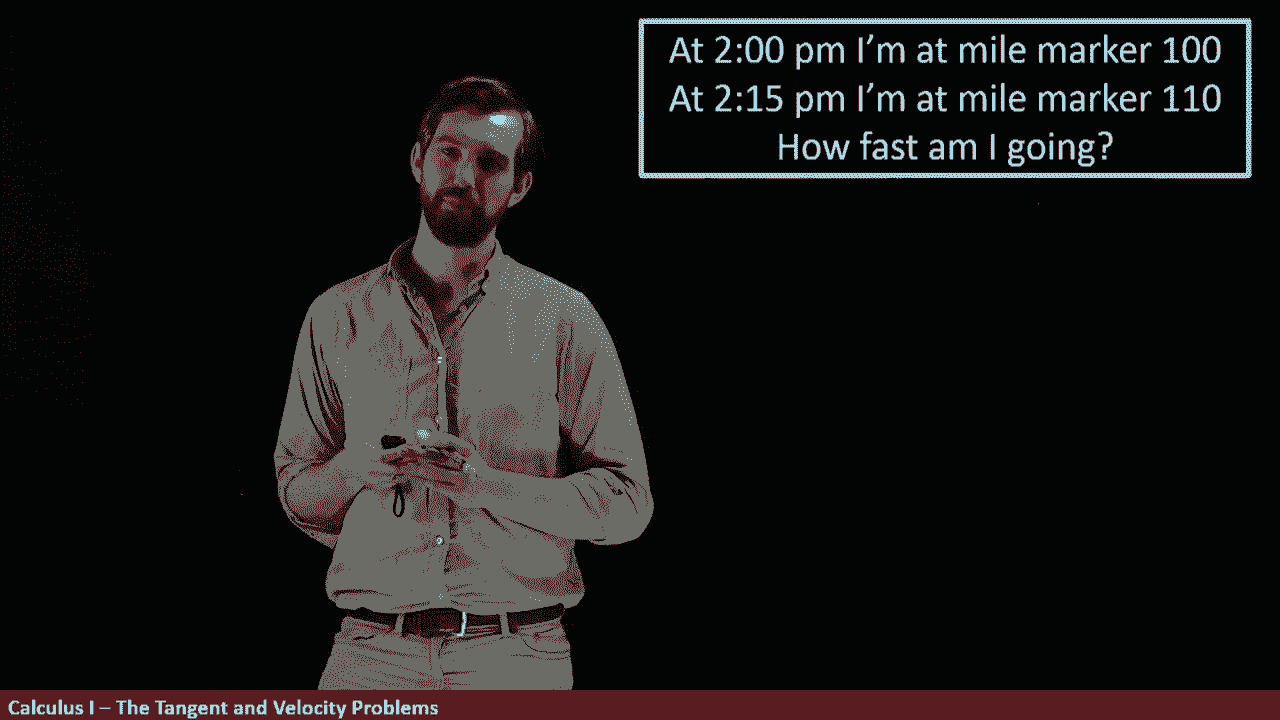 At 2:00 pm I’m at mile marker 100
At 2:15 pm I’m at mile marker 110
How fast am I going?
Calculus I – The Tangent and Velocity Problems